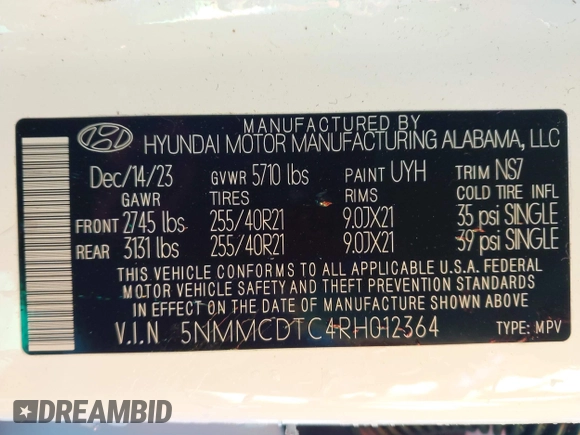 MANUFACTURED BY
HYUNDAI MOTOR MANUFACTURING ALABAMA, LLC
Dec/14/23 GVWR 5710 lbs PAINT UYH TRIM NS7
GAWR TIRES RIMS COLD TIRE INFL
FRONT 2745 lbs 255/40R21 9.0JX21 35 psi SINGLE
REAR 3131 lbs 255/40R21 9.0JX21 39 psi SINGLE
THIS VEHICLE CONFORMS TO ALL APPLICABLE U.S.A. FEDERAL
MOTOR VEHICLE SAFETY AND THEFT PREVENTION STANDARDS
IN EFFECT ON THE DATE OF MANUFACTURE SHOWN ABOVE.
V.I.N 5NMMCDTC4RH012364 TYPE: MPV
DREAMBID